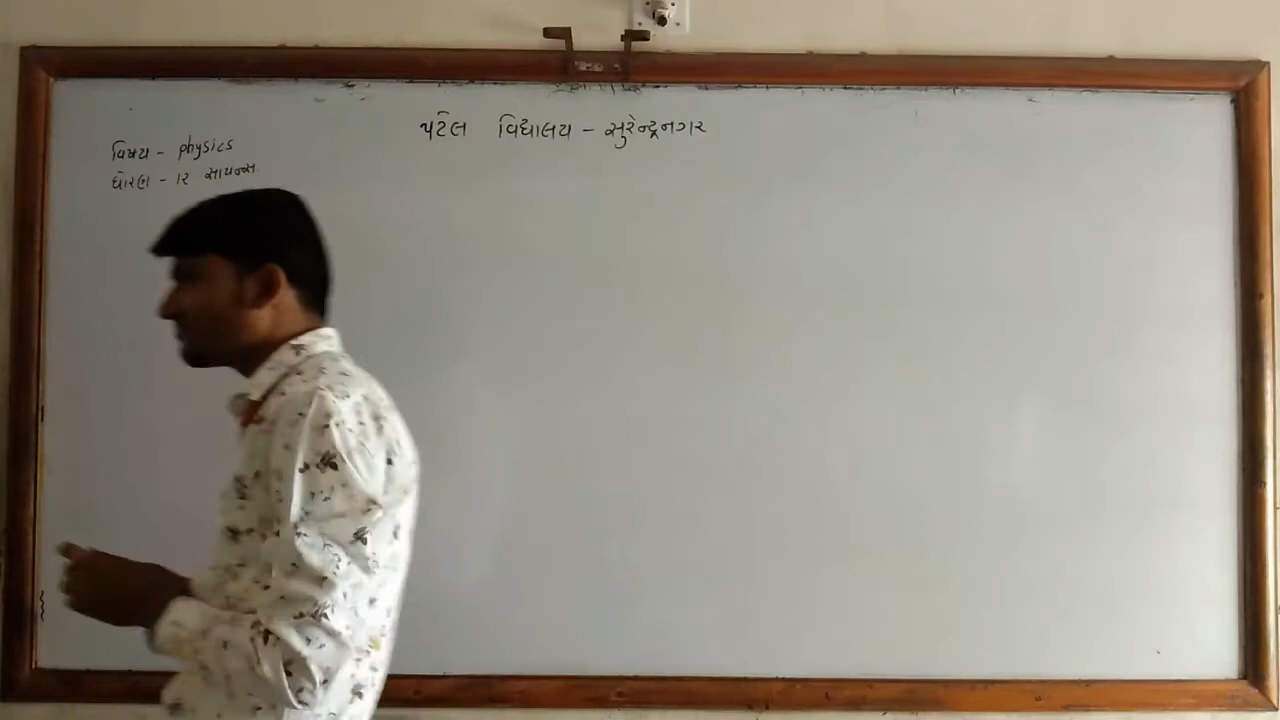 પટેલ વિદ્યાલય - સુરેન્દ્રનગર
વિષય - physics
ધોરણ - ૧૨ સાયન્સ